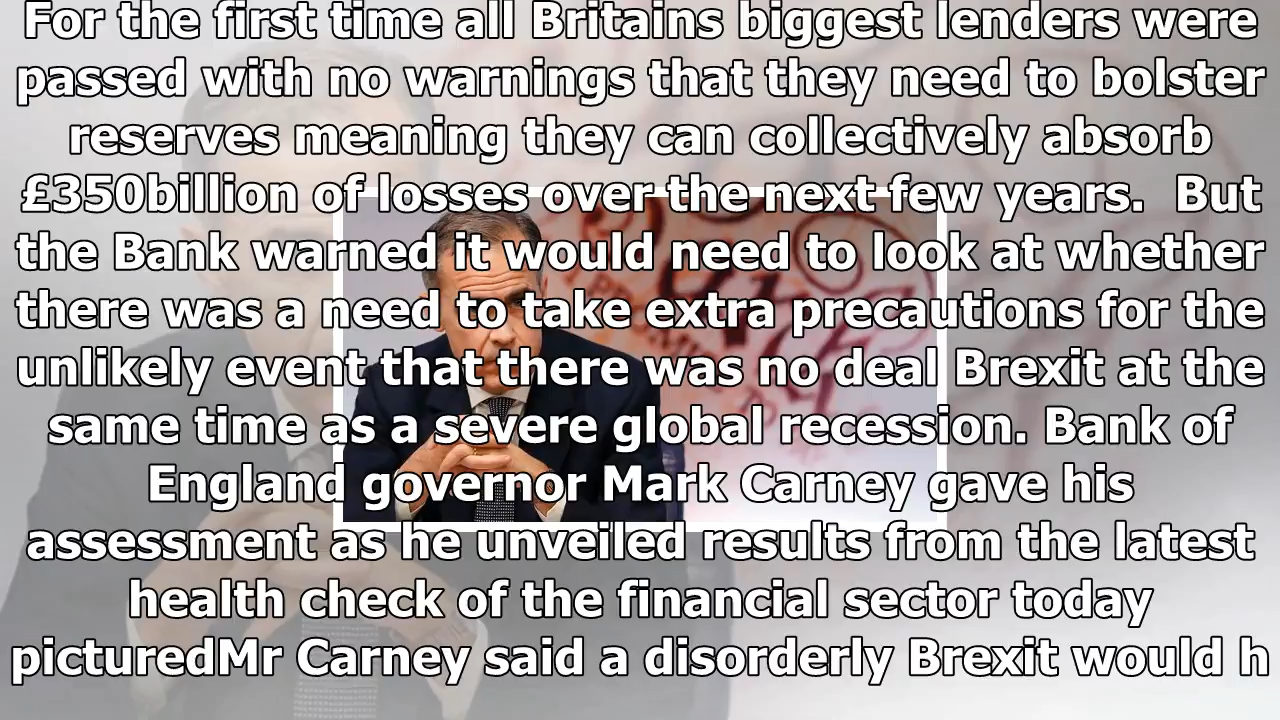 For the first time all Britains biggest lenders were
passed with no warnings that they need to bolster
reserves meaning they can collectively absorb
£350billion of losses over the next few years.  But
the Bank warned it would need to look at whether
there was a need to take extra precautions for the
unlikely event that there was no deal Brexit at the
same time as a severe global recession. Bank of
England governor Mark Carney gave his
assessment as he unveiled results from the latest
health check of the financial sector today
picturedMr Carney said a disorderly Brexit would h